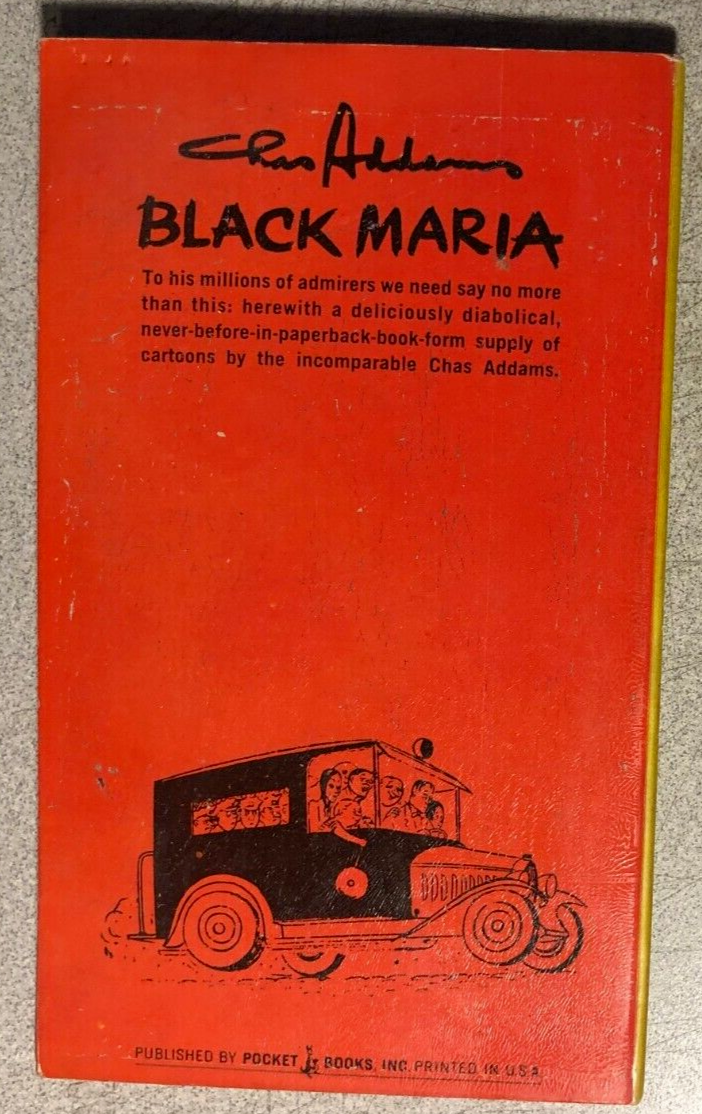 Chas Addams
BLACK MARIA
To his millions of admirers we need say no more
than this: herewith a deliciously diabolical,
never-before-in-paperback-book-form supply of
cartoons by the incomparable Chas Addams.
PUBLISHED BY POCKET BOOKS, INC. PRINTED IN U.S.A.